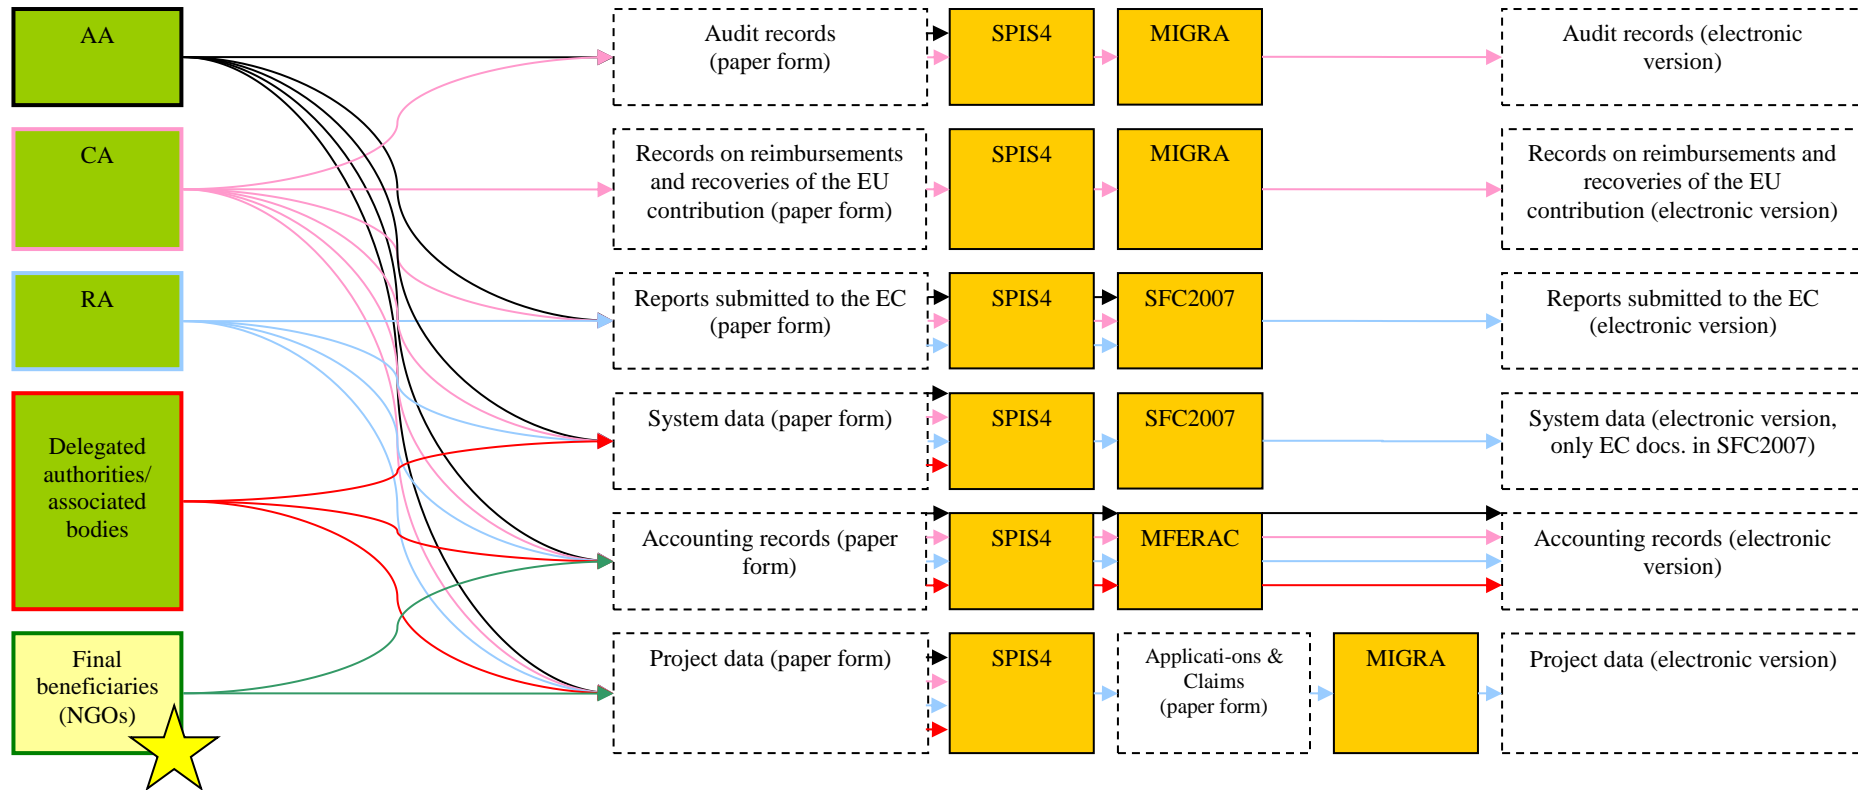 AA
Audit records
(paper form)
SPIS4
MIGRA
Audit records (electronic
version)
CA
Records on reimbursements
and recoveries of the EU
contribution (paper form)
SPIS4
MIGRA
Records on reimbursements and
recoveries of the EU
contribution (electronic version)
RA
Reports submitted to the EC
(paper form)
SPIS4
SFC2007
Reports submitted to the EC
(electronic version)
Delegated
authorities/
associated
bodies
System data (paper form)
SPIS4
SFC2007
System data (electronic version,
only EC docs. in SFC2007)
Accounting records (paper
form)
SPIS4
MFERAC
Accounting records (electronic
version)
Final
beneficiaries
(NGOs)
Project data (paper form)
SPIS4
Applicati-ons &
Claims
(paper form)
MIGRA
Project data (electronic version)